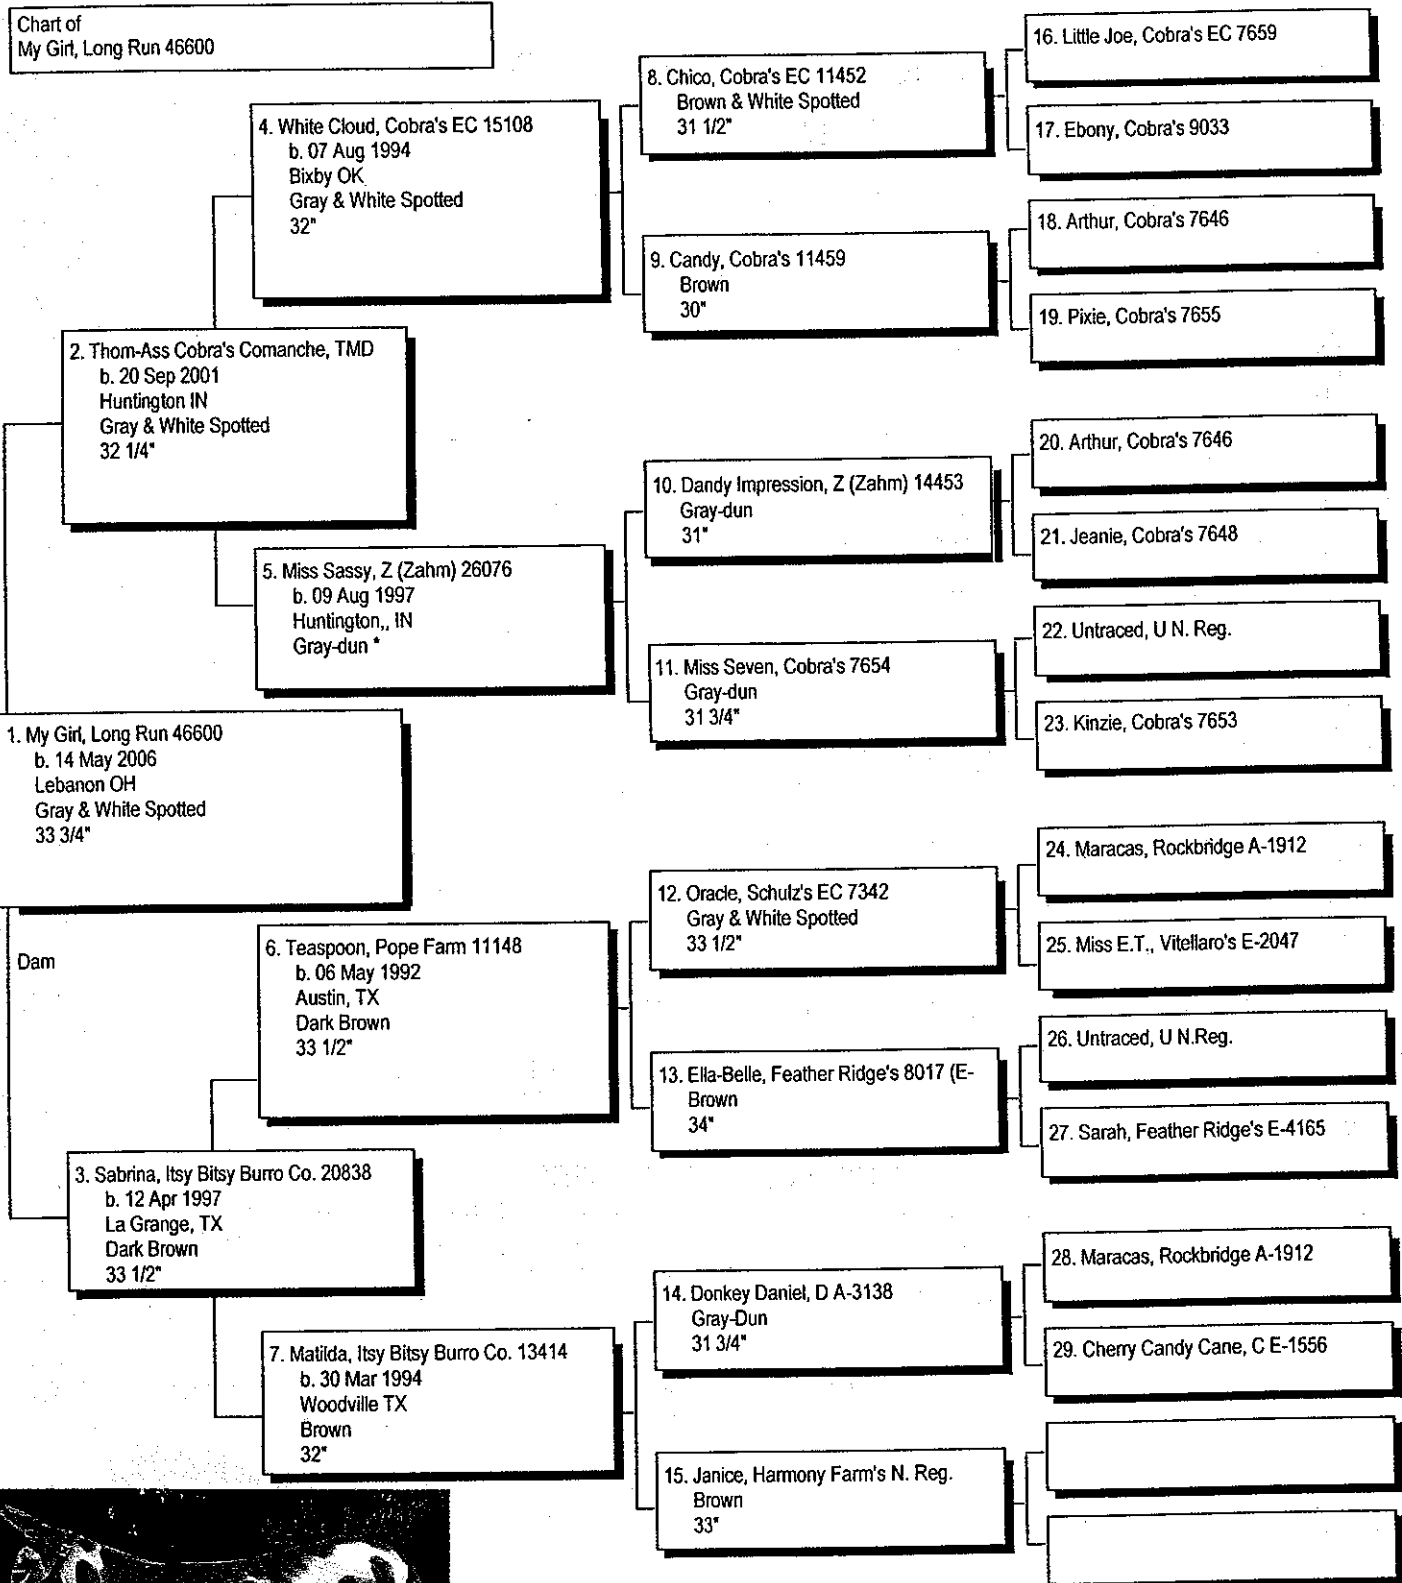 Chart of
My Girl, Long Run 46600
1. My Girl, Long Run 46600
b. 14 May 2006
Lebanon OH
Gray & White Spotted
33 3/4"
Dam
2. Thom-Ass Cobra's Comanche, TMD
b. 20 Sep 2001
Huntington IN
Gray & White Spotted
32 1/4"
3. Sabrina, Itsy Bitsy Burro Co. 20838
b. 12 Apr 1997
La Grange, TX
Dark Brown
33 1/2"
4. White Cloud, Cobra's EC 15108
b. 07 Aug 1994
Bixby OK
Gray & White Spotted
32"
5. Miss Sassy, Z (Zahm) 26076
b. 09 Aug 1997
Huntington,, IN
Gray-dun *
6. Teaspoon, Pope Farm 11148
b. 06 May 1992
Austin, TX
Dark Brown
33 1/2"
7. Matilda, Itsy Bitsy Burro Co. 13414
b. 30 Mar 1994
Woodville TX
Brown
32"
8. Chico, Cobra's EC 11452
Brown & White Spotted
31 1/2"
9. Candy, Cobra's 11459
Brown
30"
10. Dandy Impression, Z (Zahm) 14453
Gray-dun
31"
11. Miss Seven, Cobra's 7654
Gray-dun
31 3/4"
12. Oracle, Schulz's EC 7342
Gray & White Spotted
33 1/2"
13. Ella-Belle, Feather Ridge's 8017 (E-
Brown
34"
14. Donkey Daniel, D A-3138
Gray-Dun
31 3/4"
15. Janice, Harmony Farm's N. Reg.
Brown
33"
16. Little Joe, Cobra's EC 7659
17. Ebony, Cobra's 9033
18. Arthur, Cobra's 7646
19. Pixie, Cobra's 7655
20. Arthur, Cobra's 7646
21. Jeanie, Cobra's 7648
22. Untraced, U N. Reg.
23. Kinzie, Cobra's 7653
24. Maracas, Rockbridge A-1912
25. Miss E.T., Vitellaro's E-2047
26. Untraced, U N.Reg.
27. Sarah, Feather Ridge's E-4165
28. Maracas, Rockbridge A-1912
29. Cherry Candy Cane, C E-1556